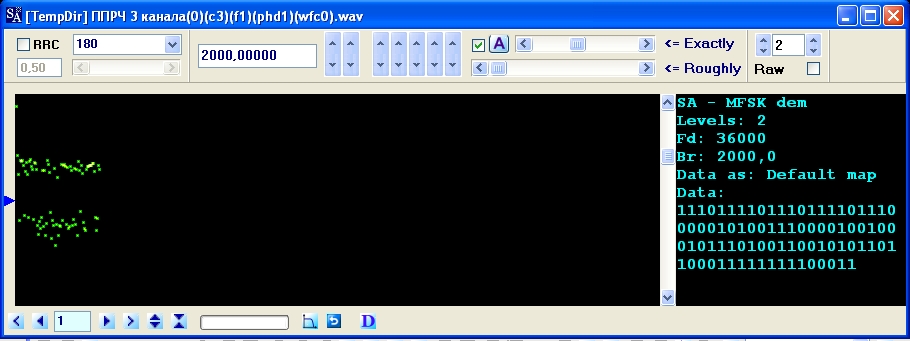 [TempDir] ППРЧ 3 канала(0)(c3)(f1)(phd1)(wfc0).wav
RRC
180
0,50
2000,00000
A
<= Exactly
<= Roughly
2
Raw
SA - MFSK dem
Levels: 2
Fd: 36000
Br: 2000,0
Data as: Default map
Data:
11101111011101111011 10
0000101001110000100100
0101110100110010101101
100011111111100011
1
D